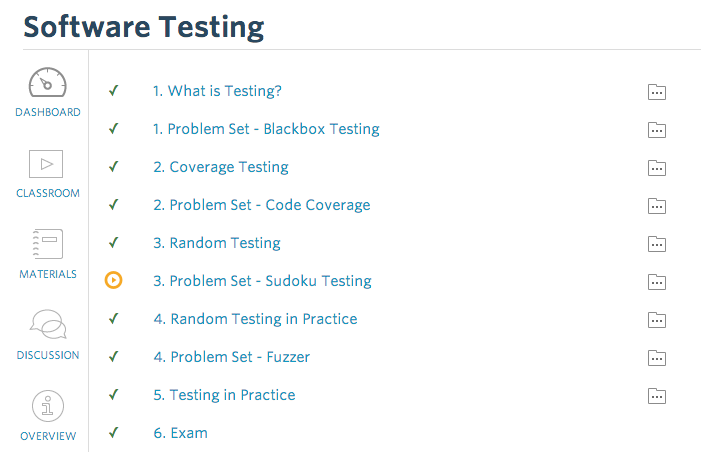 Software Testing
DASHBOARD
CLASSROOM
MATERIALS
DISCUSSION
OVERVIEW
1. What is Testing?
1. Problem Set - Blackbox Testing
2. Coverage Testing
2. Problem Set - Code Coverage
3. Random Testing
3. Problem Set - Sudoku Testing
4. Random Testing in Practice
4. Problem Set - Fuzzer
5. Testing in Practice
6. Exam